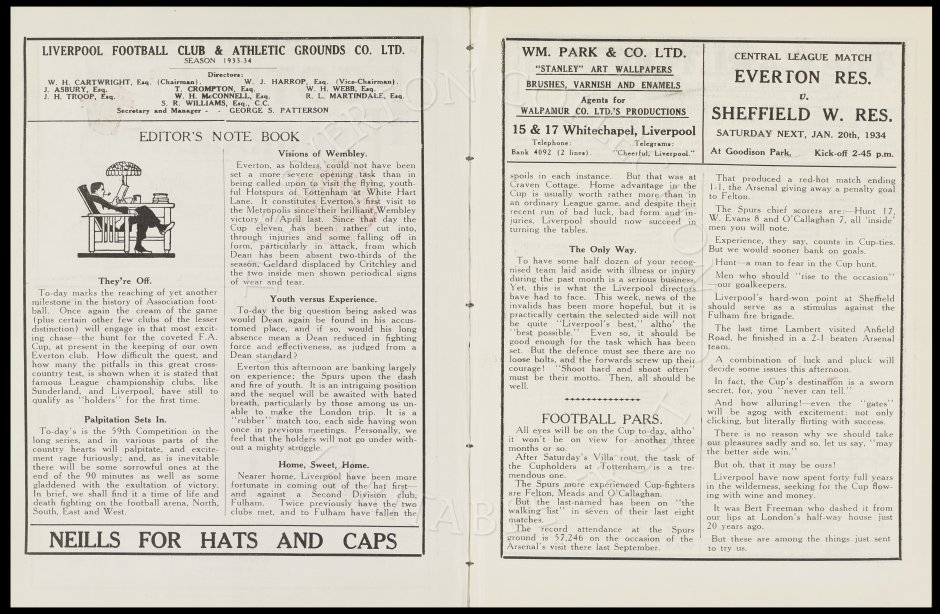 LIVERPOOL FOOTBALL CLUB & ATHLETIC GROUNDS CO. LTD.
SEASON 1933-34
Directors:
W. H. CARTWRIGHT, Esq. (Chairman). W. J. HARROP, Esq. (Vice-Chairman).
J. ASBURY, Esq. T. CROMPTON, Esq. W. H. WEBB, Esq.
J. H. TROOP, Esq. W. H. McCONNELL, Esq. R. L. MARTINDALE, Esq.
S. R. WILLIAMS, Esq., C.C.
Secretary and Manager - - GEORGE S. PATTERSON
EDITOR'S NOTE BOOK
They're Off.
To-day marks the reaching of yet another
milestone in the history of Association foot-
ball. Once again the cream of the game
(plus certain other few clubs of the lesser
distinction) will engage in that most excit-
ing chase—the hunt for the coveted F.A.
Cup, at present in the keeping of our own
Everton club. How difficult the quest, and
how many the pitfalls in this great cross-
country test, is shown when it is stated that
famous League championship clubs, like
Sunderland, and Liverpool, have still to
qualify as "holders" for the first time.
Palpitation Sets In.
To-day's is the 59th Competition in the
long series, and in various parts of the
country hearts will palpitate, and excite-
ment rage furiously; and, as is inevitable
there will be some sorrowful ones at the
end of the 90 minutes as well as some
gladdened with the exultation of victory.
In brief, we shall find it a time of life and
death fighting on the football arena, North,
South, East and West.
Visions of Wembley.
Everton, as holders, could not have been
set a more severe opening task than in
being called upon to visit the flying, youth-
ful Hotspurs of Tottenham at White Hart
Lane. It constitutes Everton's first visit to
the Metropolis since their brilliant Wembley
victory of April last. Since that day the
Cup eleven has been rather cut into,
through injuries and some falling off in
form, particularly in attack, from which
Dean has been absent two-thirds of the
season, Geldard displaced by Critchley and
the two inside men shown periodical signs
of wear and tear.
Youth versus Experience.
To-day the big question being asked was
would Dean again be found in his accus-
tomed place, and if so, would his long
absence mean a Dean reduced in fighting
force and effectiveness, as judged from a
Dean standard?
Everton this afternoon are banking largely
on experience; the Spurs upon the dash
and fire of youth. It is an intriguing position
and the sequel will be awaited with bated
breath, particularly by those among us un-
able to make the London trip. It is a
"rubber" match too, each side having won
once in previous meetings. Personally, we
feel that the holders will not go under with-
out a mighty struggle.
Home, Sweet, Home.
Nearer home, Liverpool have been more
fortunate in coming out of the hat first—
and against a Second Division club,
Fulham. Twice previously have the two
clubs met, and to Fulham have fallen the
NEILLS FOR HATS AND CAPS
WM. PARK & CO. LTD.
"STANLEY" ART WALLPAPERS
BRUSHES, VARNISH AND ENAMELS
Agents for
WALPAMUR CO. LTD.'S PRODUCTIONS
15 & 17 Whitechapel, Liverpool
Telephone: Telegrams:
Bank 4092 (2 lines). "Cheerful, Liverpool."
CENTRAL LEAGUE MATCH
EVERTON RES.
v.
SHEFFIELD W. RES.
SATURDAY NEXT, JAN. 20th, 1934
At Goodison Park, Kick-off 2-45 p.m.
spoils in each instance. But that was at
Craven Cottage. Home advantage in the
Cup is usually worth rather more than in
an ordinary League game, and despite their
recent run of bad luck, bad form and in-
juries, Liverpool should now succeed in
turning the tables.
The Only Way.
To have some half dozen of your recog-
nised team laid aside with illness or injury
during the past month is a serious business.
Yet, this is what the Liverpool directors
have had to face. This week, news of the
invalids has been more hopeful, but it is
practically certain the selected side will not
be quite "Liverpool's best," altho' the
"best possible." Even so, it should be
good enough for the task which has been
set. But the defence must see there are no
loose bolts, and the forwards screw up their
courage! "Shoot hard and shoot often"
must be their motto. Then, all should be
well.
FOOTBALL PARS.
All eyes will be on the Cup to-day, altho'
it won't be on view for another three
months or so.
After Saturday's Villa rout, the task of
the Cupholders at Tottenham is a tre-
mendous one.
The Spurs more experienced Cup-fighters
are Felton, Meads and O'Callaghan.
But the last-named has been on "the
walking list" in seven of their last eight
matches.
The record attendance at the Spurs
ground is 57,246 on the occasion of the
Arsenal's visit there last September.
That produced a red-hot match ending
1-1, the Arsenal giving away a penalty goal
to Felton.
The Spurs chief scorers are:—Hunt 17,
W. Evans 8 and O'Callaghan 7, all 'inside'
men you will note.
Experience, they say, counts in Cup-ties.
But we would sooner bank on goals.
Hunt—a man to fear in the Cup hunt.
Men who should "rise to the occasion"
—our goalkeepers.
Liverpool's hard-won point at Sheffield
should serve as a stimulus against the
Fulham fire brigade.
The last time Lambert visited Anfield
Road, he finished in a 2-1 beaten Arsenal
team.
A combination of luck and pluck will
decide some issues this afternoon.
In fact, the Cup's destination is a sworn
secret, for, you "never can tell."
And how alluring!—even the "gates"
will be agog with excitement; not only
clicking, but literally flirting with success.
There is no reason why we should take
our pleasures sadly and so, let us say, "may
the better side win."
But oh, that it may be ours!
Liverpool have now spent forty full years
in the wilderness, seeking for the Cup flow-
ing with wine and money.
It was Bert Freeman who dashed it from
our lips at London's half-way house just
20 years ago.
But these are among the things just sent
to try us.